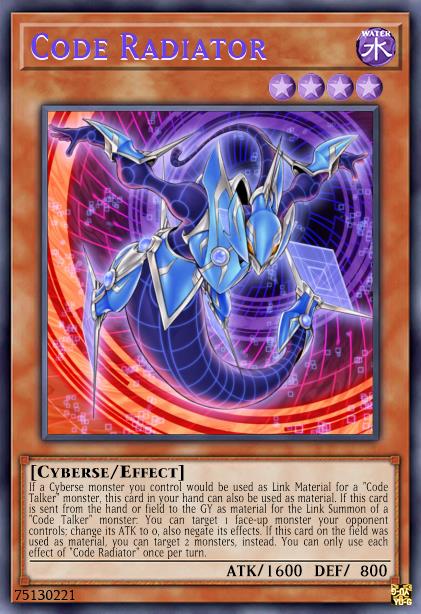 Code Radiator
WATER
水
[Cyberse/Effect]
If a Cyberse monster you control would be used as Link Material for a "Code
Talker" monster, this card in your hand can also be used as material. If this card
is sent from the hand or field to the GY as material for the Link Summon of a
"Code Talker" monster: You can target 1 face-up monster your opponent
controls; change its ATK to 0, also negate its effects. If this card on the field was
used as material, you can target 2 monsters, instead. You can only use each
effect of "Code Radiator" once per turn.
ATK/1600 DEF/ 800
75130221